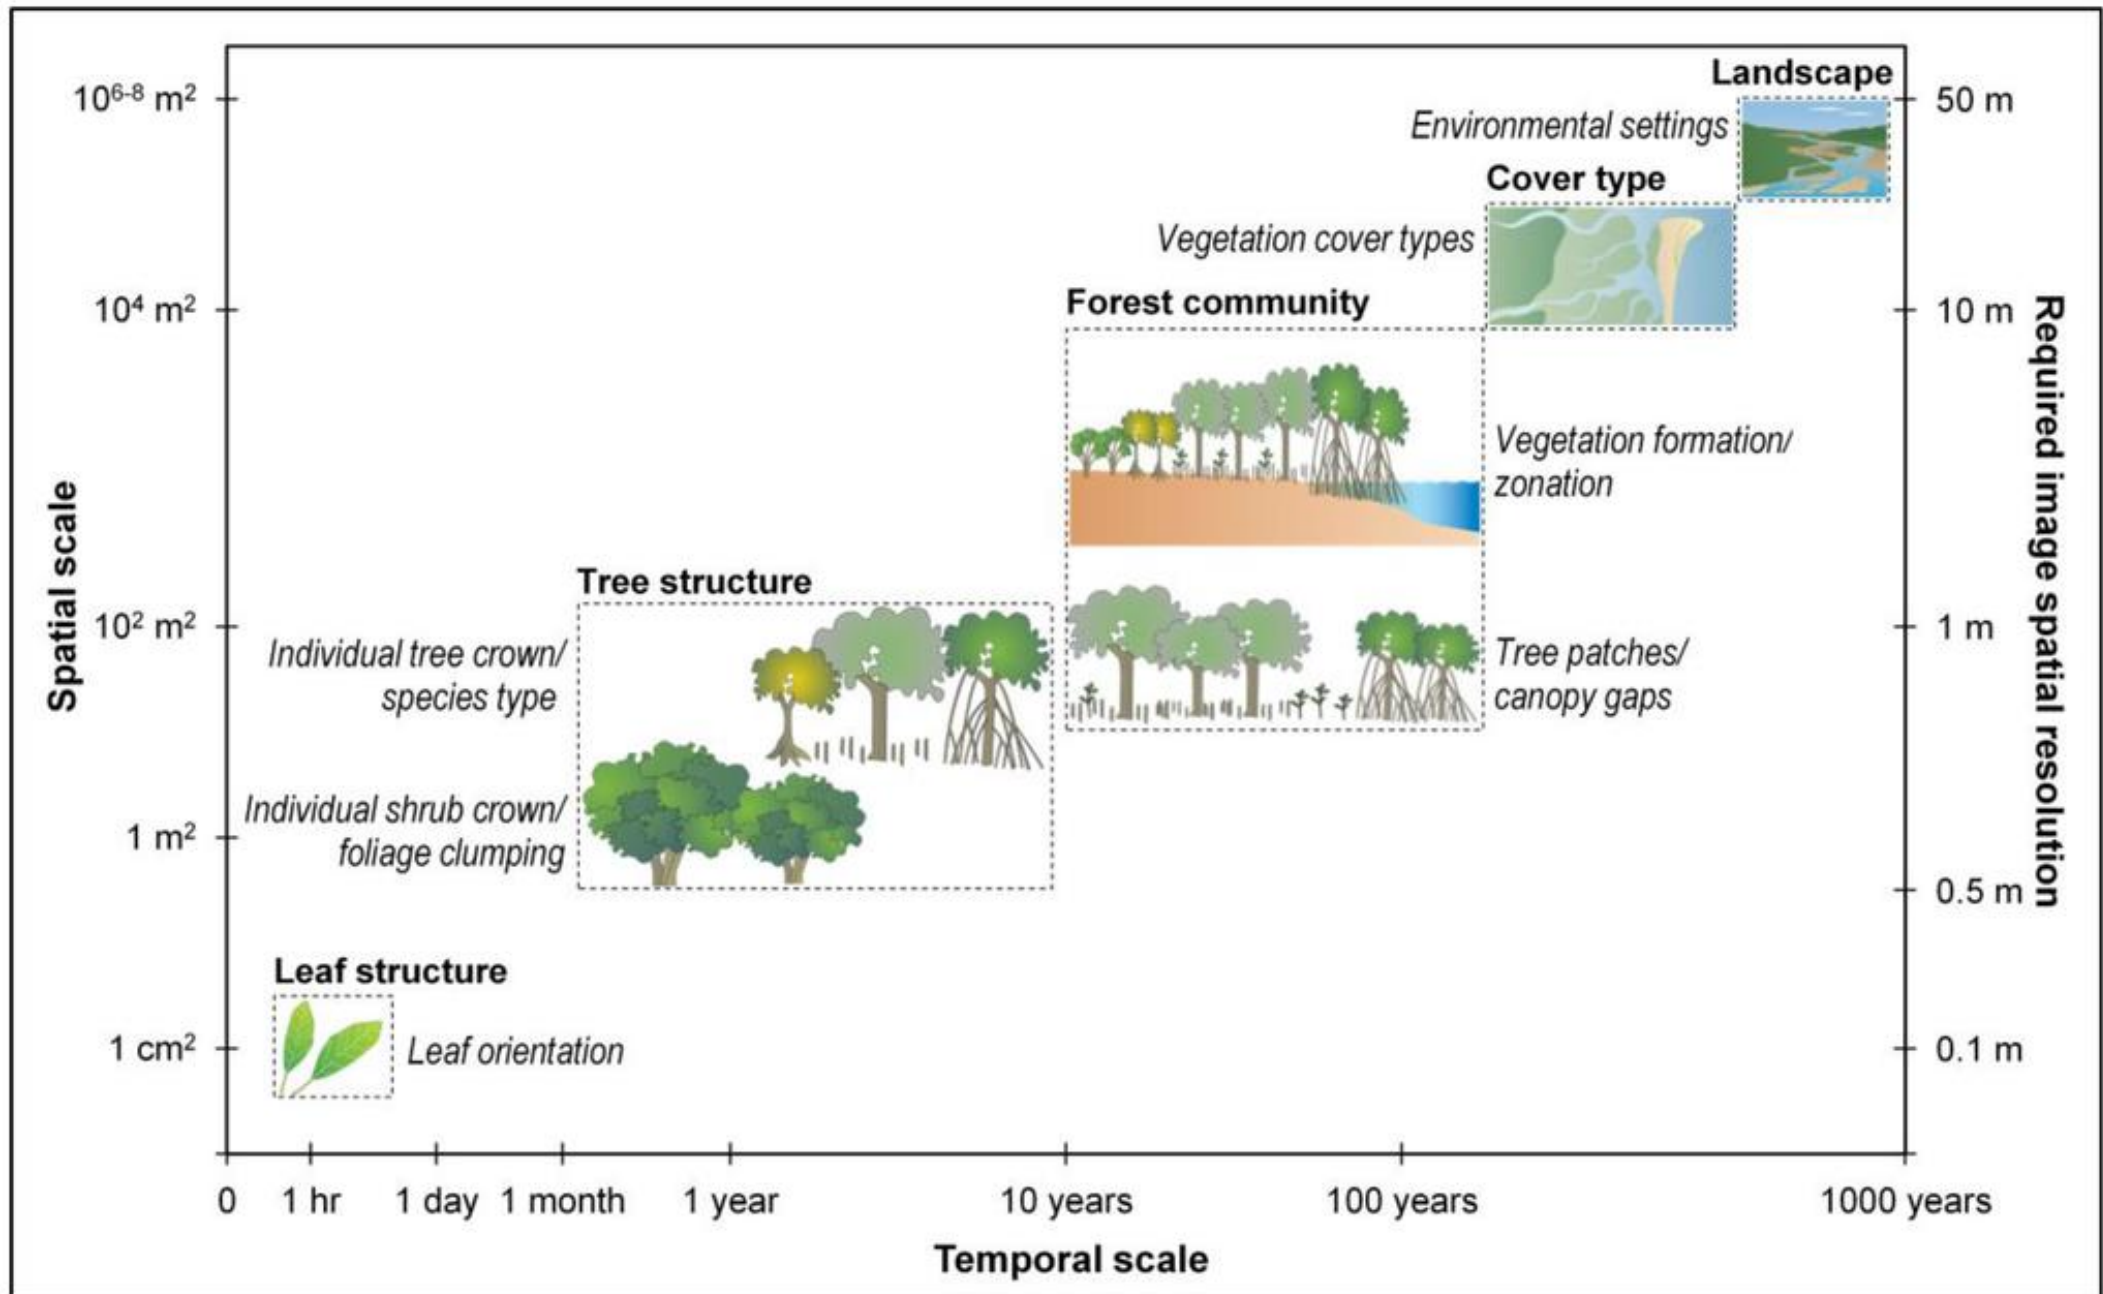 Landscape
10⁶⁻⁸ m²
50 m
Environmental settings
Cover type
Vegetation cover types
Forest community
10⁴ m²
10 m
Vegetation formation/
zonation
Tree structure
10² m²
1 m
Individual tree crown/
species type
Tree patches/
canopy gaps
Individual shrub crown/
foliage clumping
1 m²
0.5 m
Leaf structure
Leaf orientation
1 cm²
0.1 m
Spatial scale
Required image spatial resolution
0 1 hr 1 day 1 month 1 year 10 years 100 years 1000 years
Temporal scale